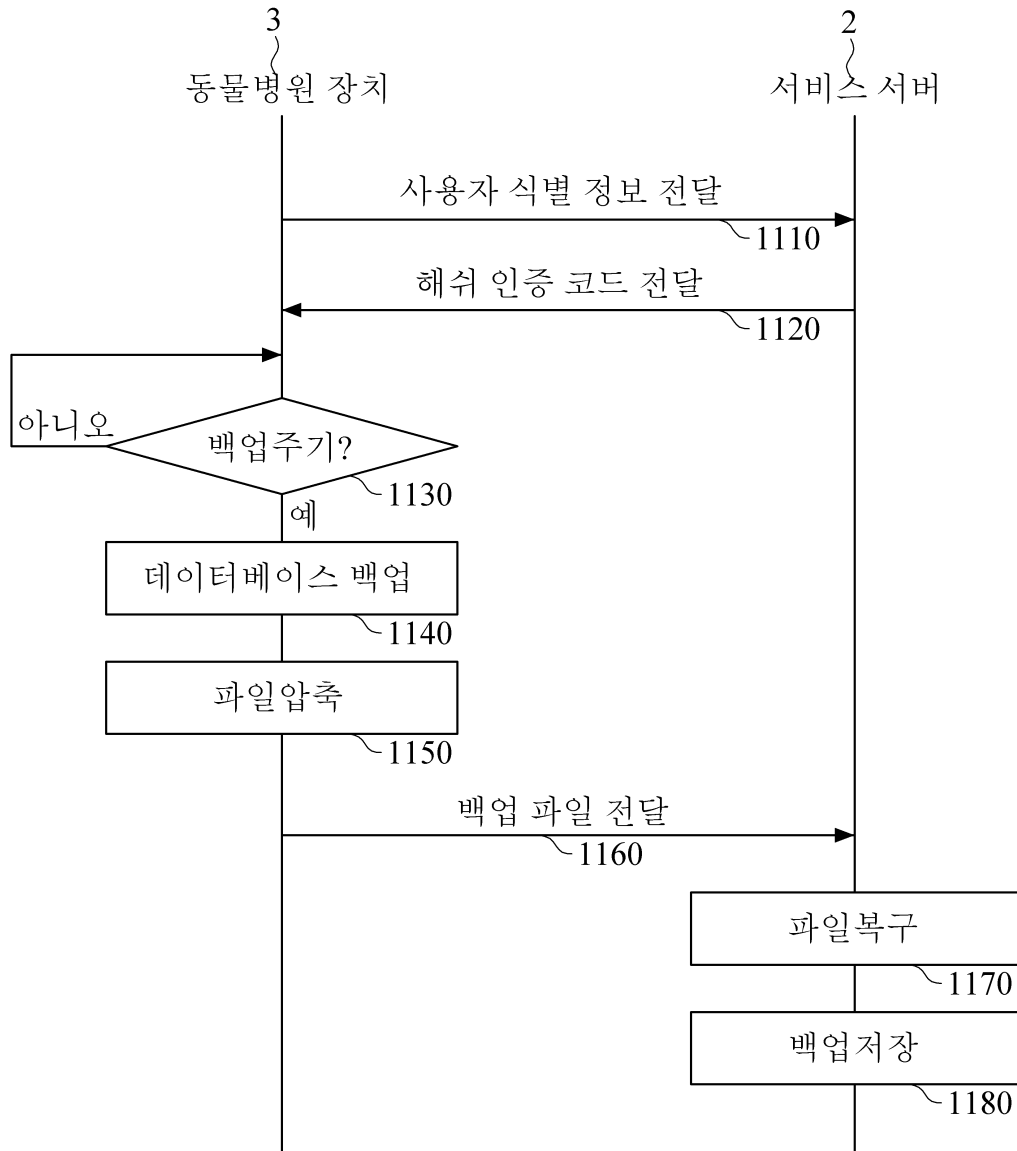 3
동물병원 장치
2
서비스 서버
사용자 식별 정보 전달
1110
해쉬 인증 코드 전달
1120
아니오
백업주기?
1130
예
데이터베이스 백업
1140
파일압축
1150
백업 파일 전달
1160
파일복구
1170
백업저장
1180